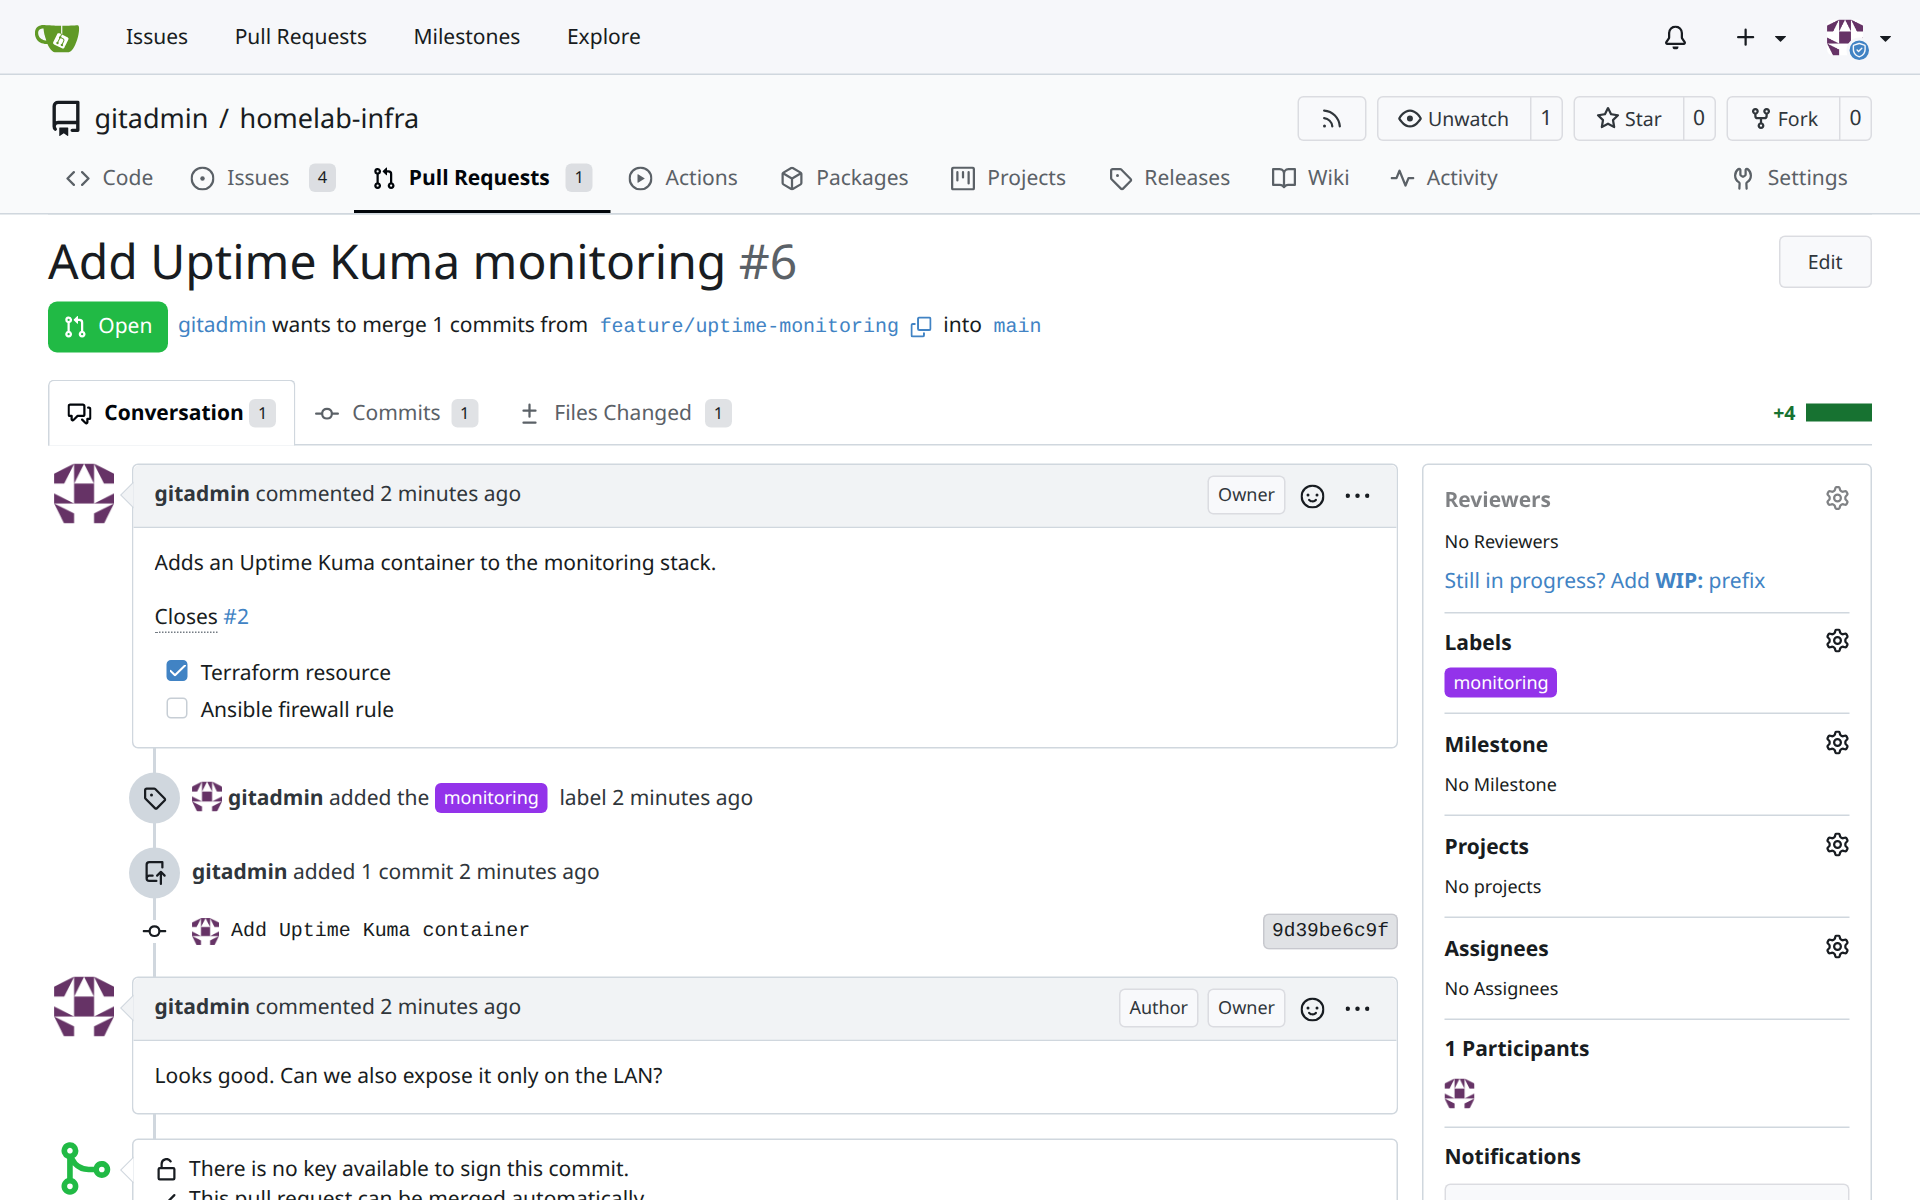 Issues Pull Requests Milestones Explore
gitadmin / homelab-infra
Unwatch 1 Star 0 Fork 0
Code Issues 4 Pull Requests 1 Actions Packages Projects Releases Wiki Activity Settings
Add Uptime Kuma monitoring #6
Edit
Open gitadmin wants to merge 1 commits from feature/uptime-monitoring into main
Conversation 1 Commits 1 Files Changed 1 +4
gitadmin commented 2 minutes ago Owner
Adds an Uptime Kuma container to the monitoring stack.
Closes #2
Terraform resource
Ansible firewall rule
gitadmin added the monitoring label 2 minutes ago
gitadmin added 1 commit 2 minutes ago
Add Uptime Kuma container 9d39be6c9f
gitadmin commented 2 minutes ago Author Owner
Looks good. Can we also expose it only on the LAN?
There is no key available to sign this commit.
This pull request can be merged automatically.
Reviewers
No Reviewers
Still in progress? Add WIP: prefix
Labels
monitoring
Milestone
No Milestone
Projects
No projects
Assignees
No Assignees
1 Participants
Notifications